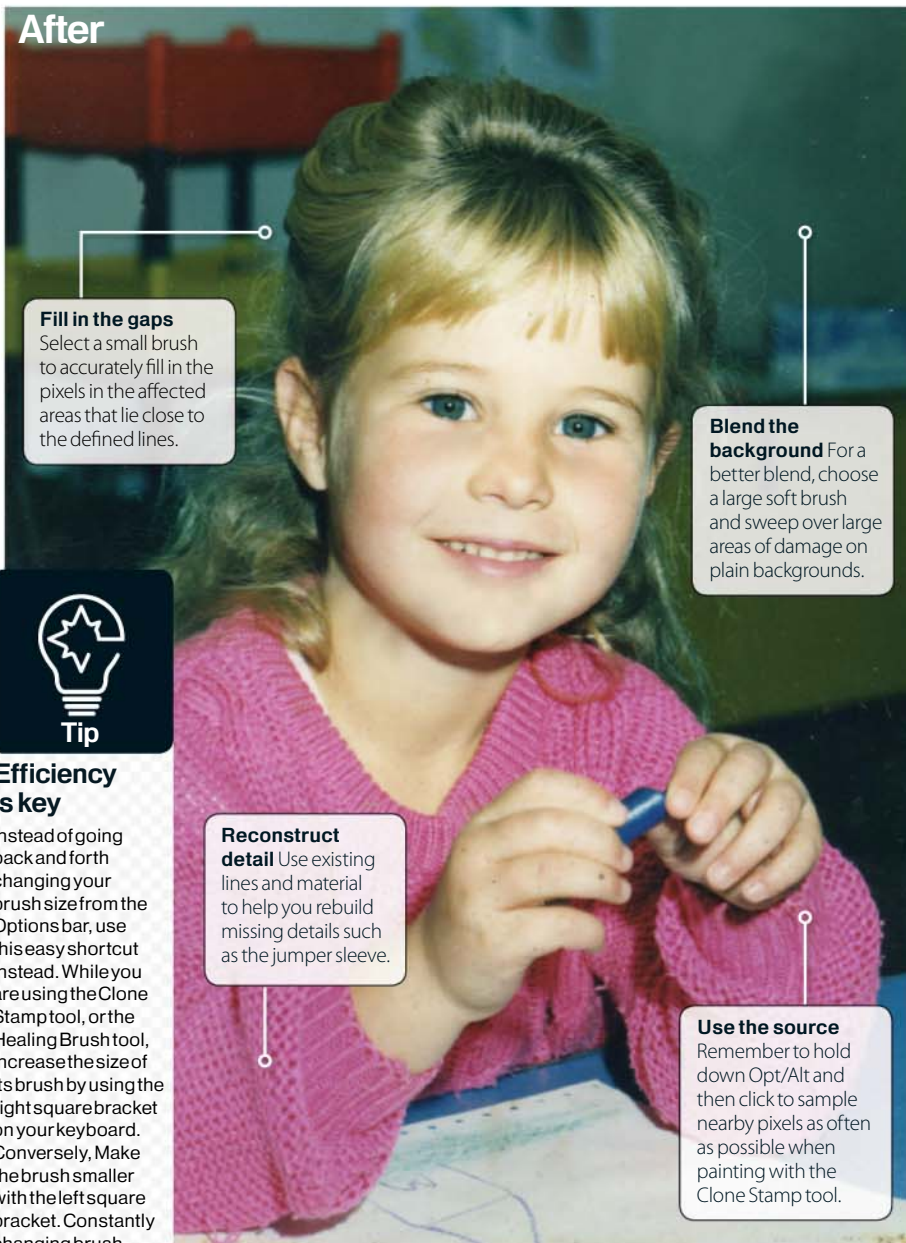 After
Fill in the gaps
Select a small brush
to accurately fill in the
pixels in the affected
areas that lie close to
the defined lines.
Blend the
background For a
better blend, choose
a large soft brush
and sweep over large
areas of damage on
plain backgrounds.
Tip
Efficiency
is key
Instead of going
back and forth
changing your
brush size from the
Options bar, use
this easy shortcut
instead. While you
are using the Clone
Stamp tool, or the
Healing Brush tool,
increase the size of
its brush by using the
right square bracket
on your keyboard.
Conversely, Make
the brush smaller
with the left square
bracket. Constantly
changing brush
Reconstruct
detail Use existing
lines and material
to help you rebuild
missing details such
as the jumper sleeve.
Use the source
Remember to hold
down Opt/Alt and
then click to sample
nearby pixels as often
as possible when
painting with the
Clone Stamp tool.